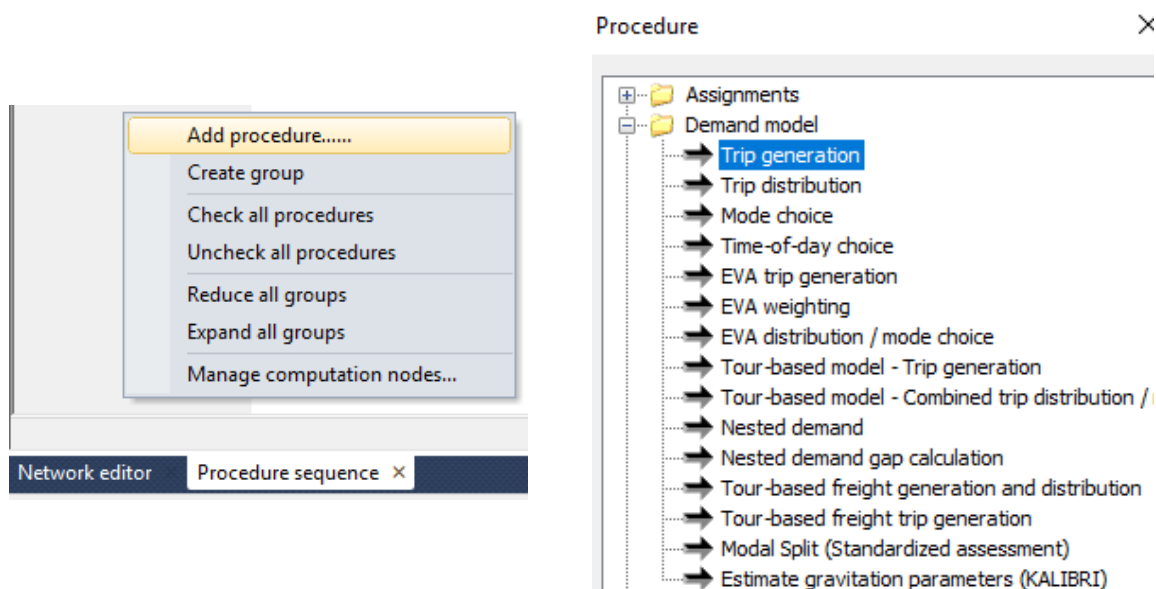 Add procedure......
Create group
Check all procedures
Uncheck all procedures
Reduce all groups
Expand all groups
Manage computation nodes...
Network editor
Procedure sequence
Procedure
Assignments
Demand model
Trip generation
Trip distribution
Mode choice
Time-of-day choice
EVA trip generation
EVA weighting
EVA distribution / mode choice
Tour-based model - Trip generation
Tour-based model - Combined trip distribution /
Nested demand
Nested demand gap calculation
Tour-based freight generation and distribution
Tour-based freight trip generation
Modal Split (Standardized assessment)
Estimate gravitation parameters (KALIBRI)